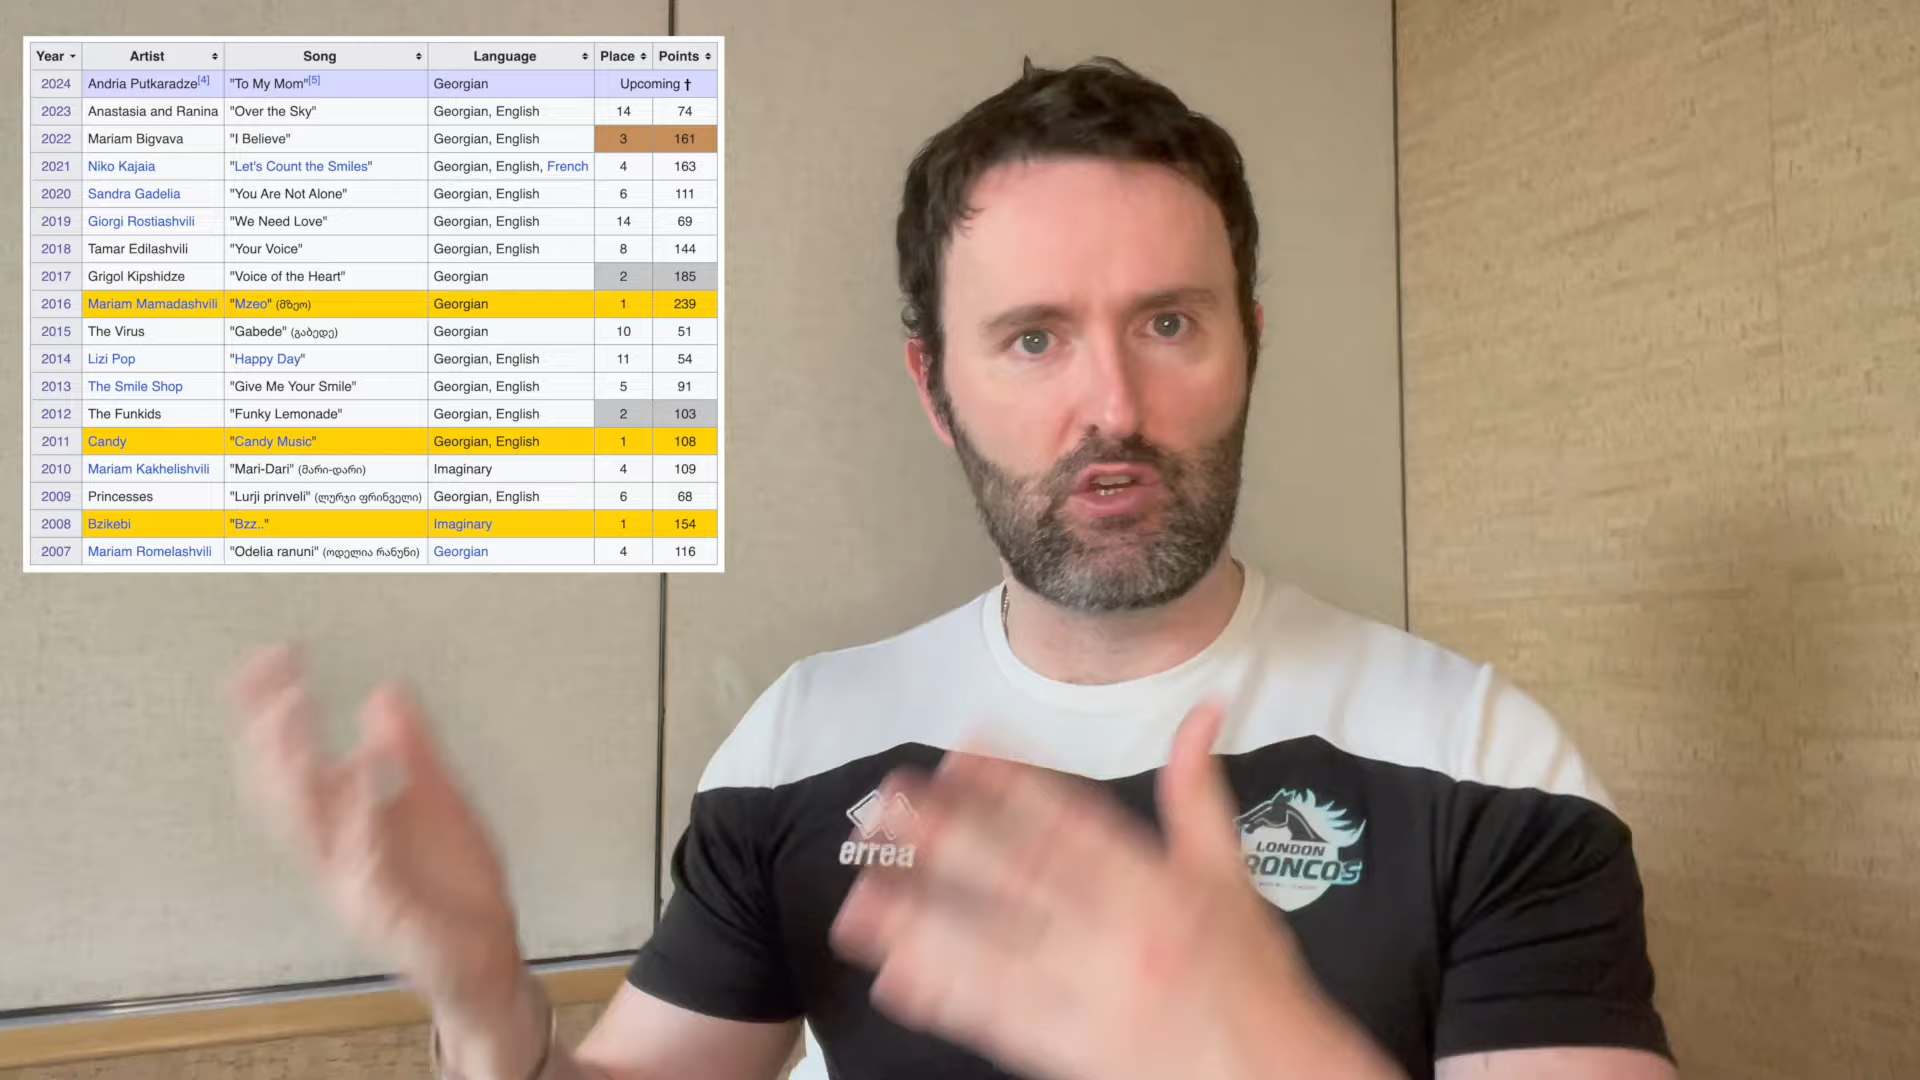 Year Artist Song Language Place Points
2024 Andria Putkaradze[4] "To My Mom"[5] Georgian Upcoming †
2023 Anastasia and Ranina "Over the Sky" Georgian, English 14 74
2022 Mariam Bigvava "I Believe" Georgian, English 3 161
2021 Niko Kajaia "Let's Count the Smiles" Georgian, English, French 4 163
2020 Sandra Gadelia "You Are Not Alone" Georgian, English 6 111
2019 Giorgi Rostiashvili "We Need Love" Georgian, English 14 69
2018 Tamar Edilashvili "Your Voice" Georgian, English 8 144
2017 Grigol Kipshidze "Voice of the Heart" Georgian 2 185
2016 Mariam Mamadashvili "Mzeo" (მზეო) Georgian 1 239
2015 The Virus "Gabede" (გაბედე) Georgian 10 51
2014 Lizi Pop "Happy Day" Georgian, English 11 54
2013 The Smile Shop "Give Me Your Smile" Georgian, English 5 91
2012 The Funkids "Funky Lemonade" Georgian, English 2 103
2011 Candy "Candy Music" Georgian, English 1 108
2010 Mariam Kakhelishvili "Mari-Dari" (მარი-დარი) Imaginary 4 109
2009 Princesses "Lurji prinveli" (ლურჯი ფრინველი) Georgian, English 6 68
2008 Bzikebi "Bzz.." Imaginary 1 154
2007 Mariam Romelashvili "Odelia ranuni" (ოდელია რანუნი) Georgian 4 116
errea
LONDON
RONCOS